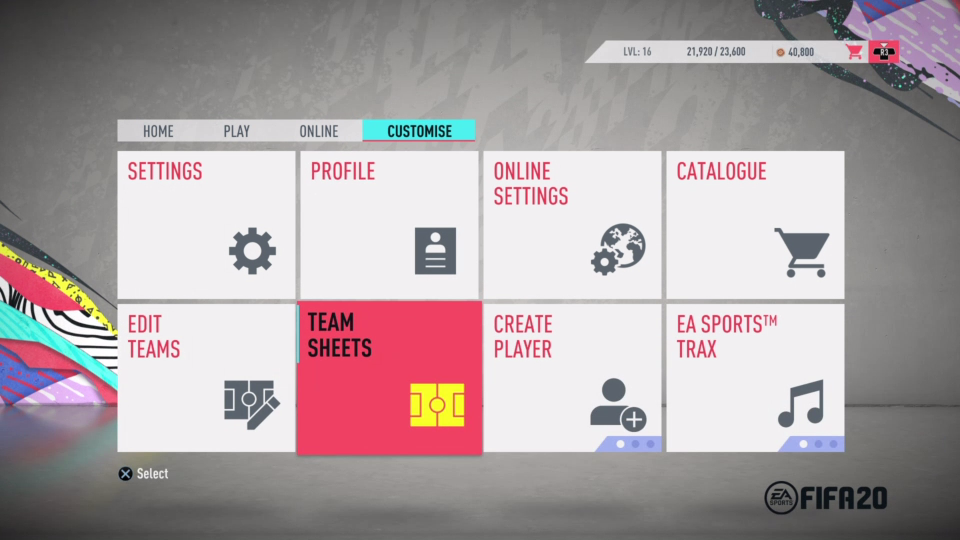 LVL: 16 21,920 / 23,600 40,800 R3
HOME PLAY ONLINE CUSTOMISE
SETTINGS
PROFILE
ONLINE
SETTINGS
CATALOGUE
EDIT
TEAMS
TEAM
SHEETS
CREATE
PLAYER
EA SPORTS™
TRAX
Select
EA
SPORTS
FIFA20